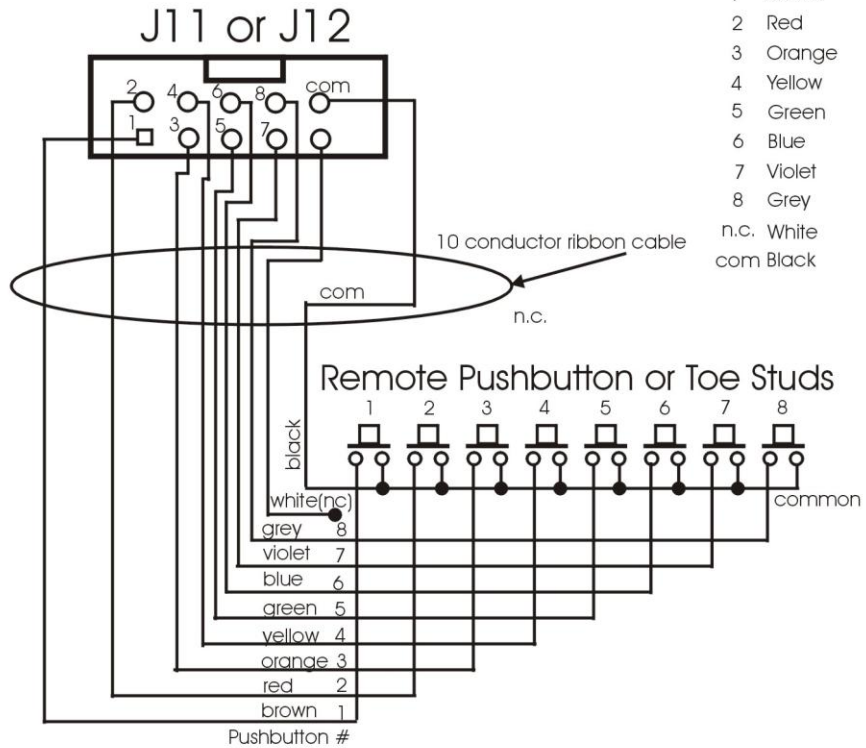 J11 or J12
2 4 6 8 com
1 3 5 7
2 Red
3 Orange
4 Yellow
5 Green
6 Blue
7 Violet
8 Grey
n.c. White
com Black
10 conductor ribbon cable
com
n.c.
Remote Pushbutton or Toe Studs
1 2 3 4 5 6 7 8
black
common
white(nc)
grey 8
violet 7
blue 6
green 5
yellow 4
orange 3
red 2
brown 1
Pushbutton #